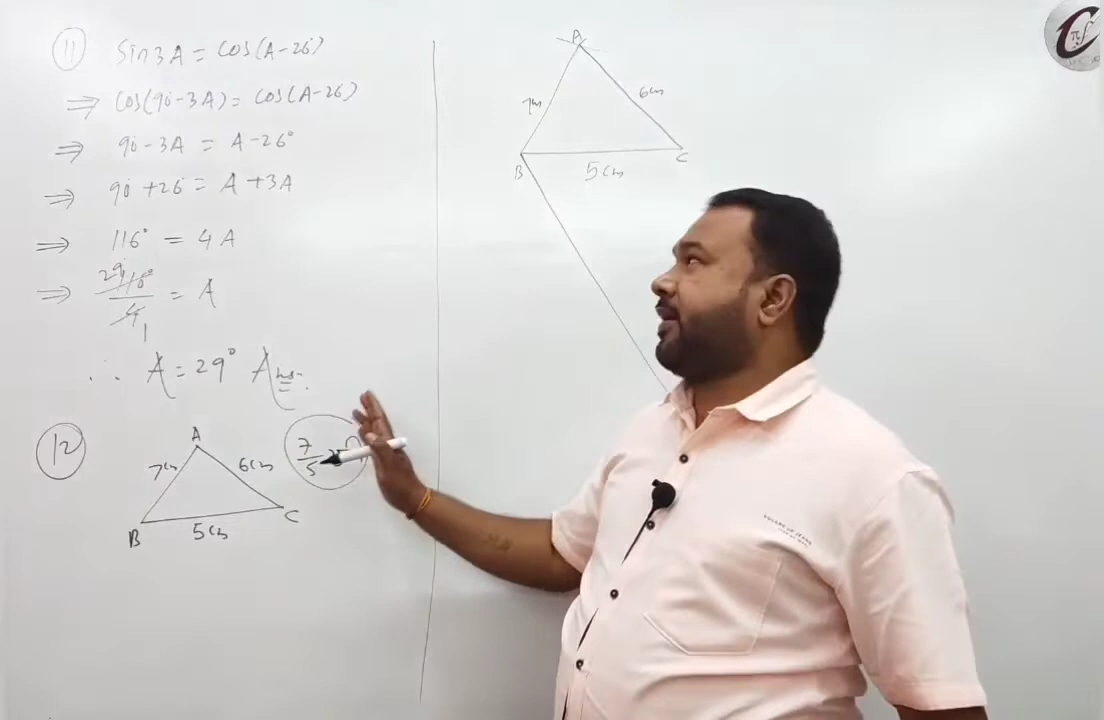 11 Sin 3A = cos(A-26°)
⇒ cos(90°-3A) = cos(A-26°)
⇒ 90°-3A = A-26°
⇒ 90°+26° = A+3A
⇒ 116° = 4A
⇒ 29° 116°/4 1 = A
∴ A = 29° Ans.
12
A
7cm 6cm
B 5cm C
7/5
A
7cm 6cm
B 5cm C